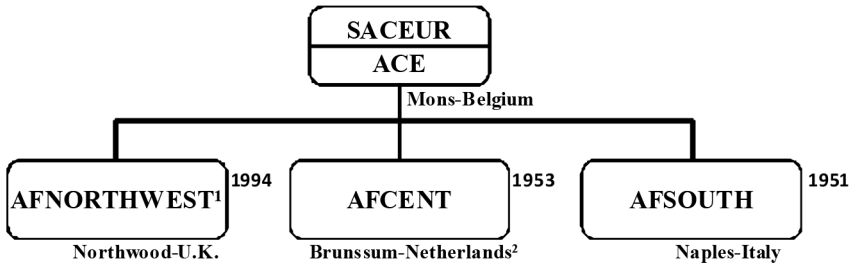 SACEUR
ACE
Mons-Belgium
AFNORTHWEST¹ 1994
AFCENT 1953
AFSOUTH 1951
Northwood-U.K.
Brunssum-Netherlands²
Naples-Italy